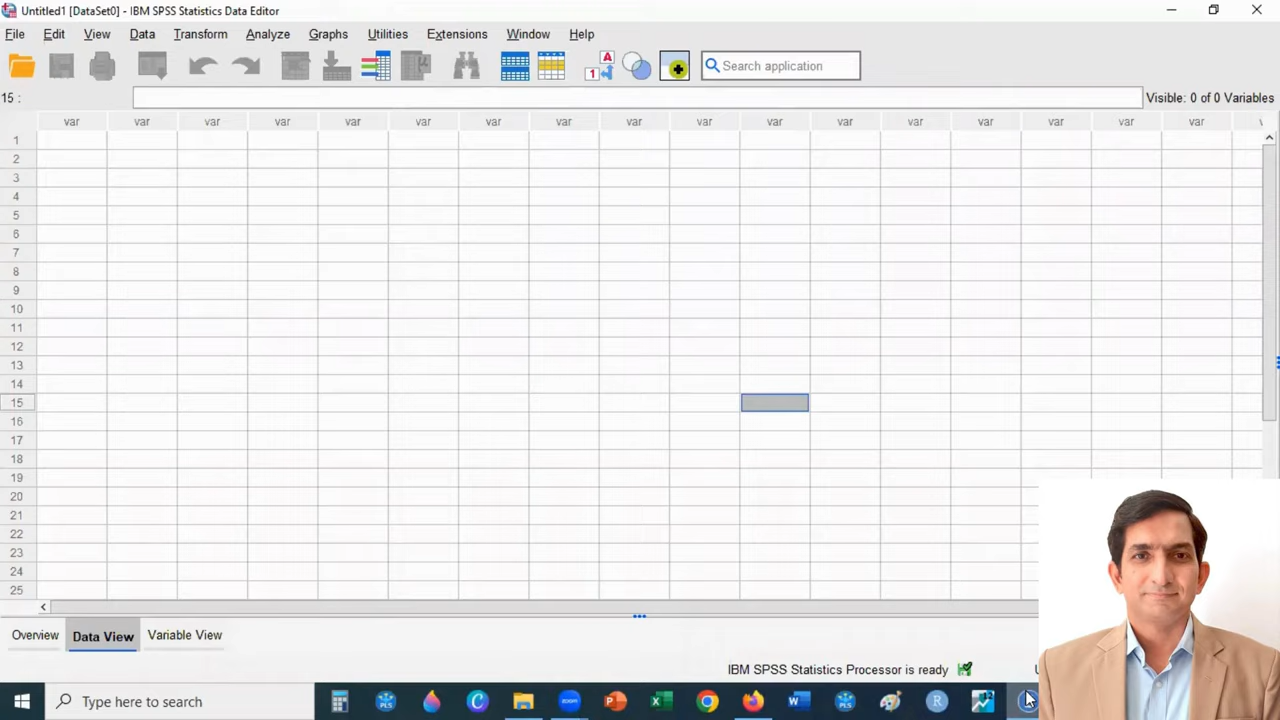 Untitled1 [DataSet0] - IBM SPSS Statistics Data Editor
File Edit View Data Transform Analyze Graphs Utilities Extensions Window Help
A
1
Search application
15 :
Visible: 0 of 0 Variables
var var var var var var var var var var var var var var var var var
1
2
3
4
5
6
7
8
9
10
11
12
13
14
15
16
17
18
19
20
21
22
23
24
25
Overview Data View Variable View
IBM SPSS Statistics Processor is ready
Type here to search
PLS
zoom
PLS
R